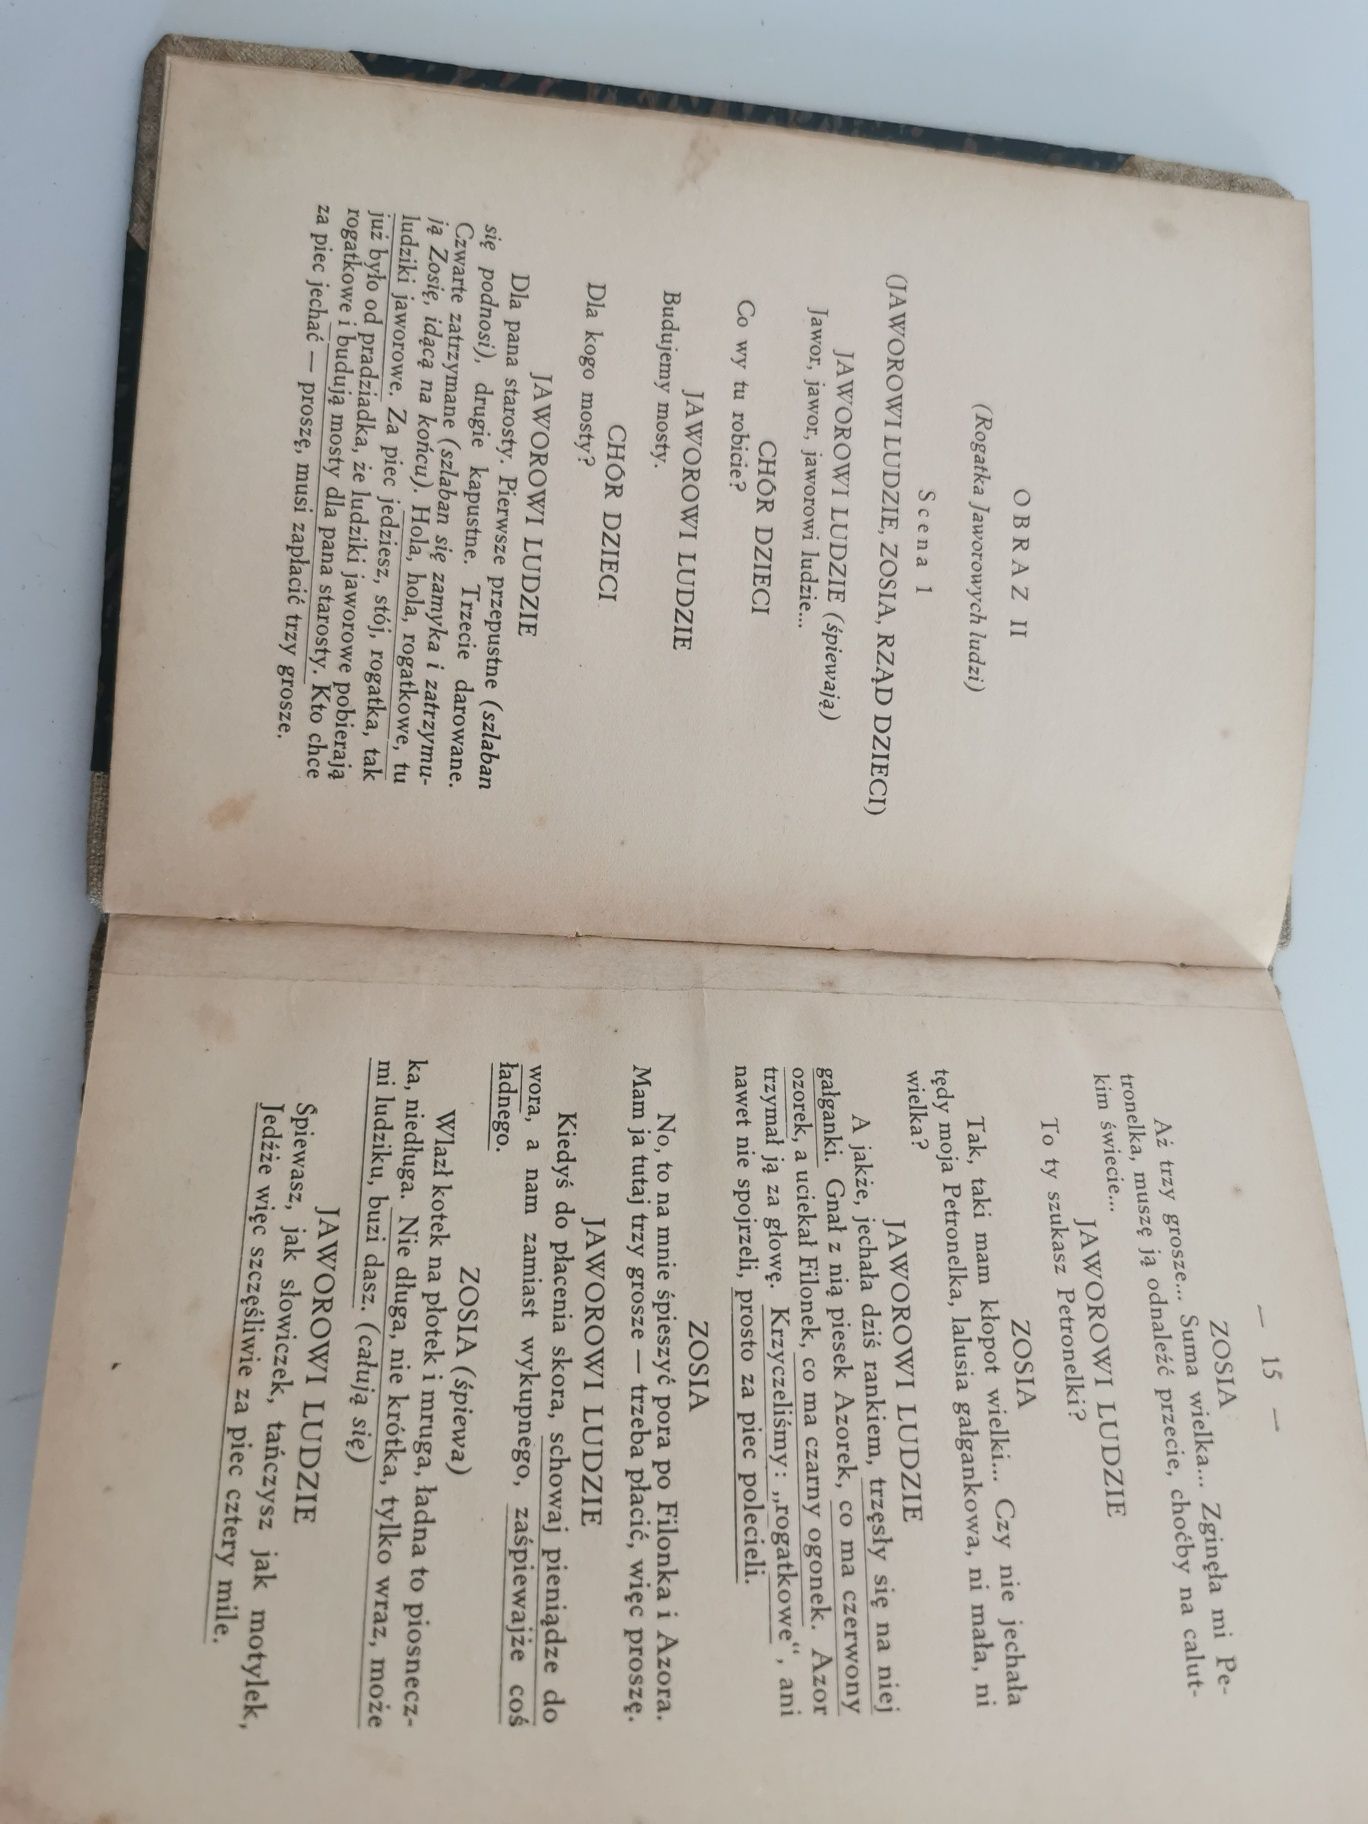 OBRAZ II
(Rogatka Jaworowych ludzi)
Scena 1
(JAWOROWI LUDZIE, ZOSIA, RZĄD DZIECI)
JAWOROWI LUDZIE (śpiewają)
Jawor, jawor, jaworowi ludzie...
CHÓR DZIECI
Co wy tu robicie?
JAWOROWI LUDZIE
Budujemy mosty.
CHÓR DZIECI
Dla kogo mosty?
JAWOROWI LUDZIE
Dla pana starosty. Pierwsze przepustne (szlaban
się podnosi), drugie kapustne. Trzecie darowane.
Czwarte zatrzymane (szlaban się zamyka i zatrzymu-
ją Zosię, idącą na końcu). Hola, hola, rogatkowe, tu
ludziki jaworowe. Za piec jedziesz, stój, rogatka, tak
już było od pradziadka, że ludziki jaworowe pobierają
rogatkowe i budują mosty dla pana starosty. Kto chce
za piec jechać — proszę, musi zapłacić trzy grosze.
— 15 —
ZOSIA
Aż trzy grosze... Suma wielka... Zginęła mi Pe-
tronelka, muszę ją odnaleźć przecie, choćby na calut-
kim świecie...
JAWOROWI LUDZIE
To ty szukasz Petronelki?
ZOSIA
Tak, taki mam kłopot wielki... Czy nie jechała
tędy moja Petronelka, lalusia gałgankowa, ni mała, ni
wielka?
JAWOROWI LUDZIE
A jakże, jechała dziś rankiem, trzęsły się na niej
gałganki. Gnał z nią piesek Azorek, co ma czerwony
ozorek, a uciekał Filonek, co ma czarny ogonek. Azor
trzymał ją za głowę. Krzyczeliśmy: „rogatkowe“, ani
nawet nie spojrzeli, prosto za piec polecieli.
ZOSIA
No, to na mnie śpieszyć pora po Filonka i Azora.
Mam ja tutaj trzy grosze — trzeba płacić, więc proszę.
JAWOROWI LUDZIE
Kiedyś do płacenia skora, schowaj pieniądze do
wora, a nam zamiast wykupnego, zaśpiewajże coś
ładnego.
ZOSIA (śpiewa)
Wlazł kotek na płotek i mruga, ładna to piosnecz-
ka, niedługa. Nie długa, nie krótka, tylko wraz, może
mi ludziku, buzi dasz. (całują się)
JAWOROWI LUDZIE
Śpiewasz, jak słowiczek, tańczysz jak motylek,
Jedźże więc szczęśliwie za piec cztery mile.